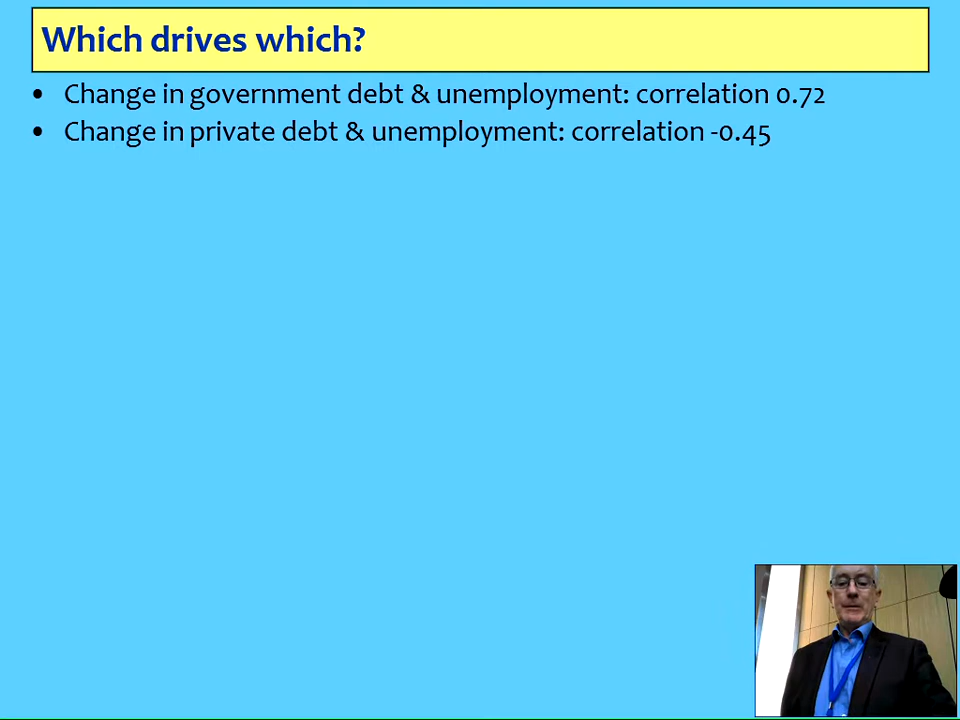 Which drives which?
• Change in government debt & unemployment: correlation 0.72
• Change in private debt & unemployment: correlation -0.45